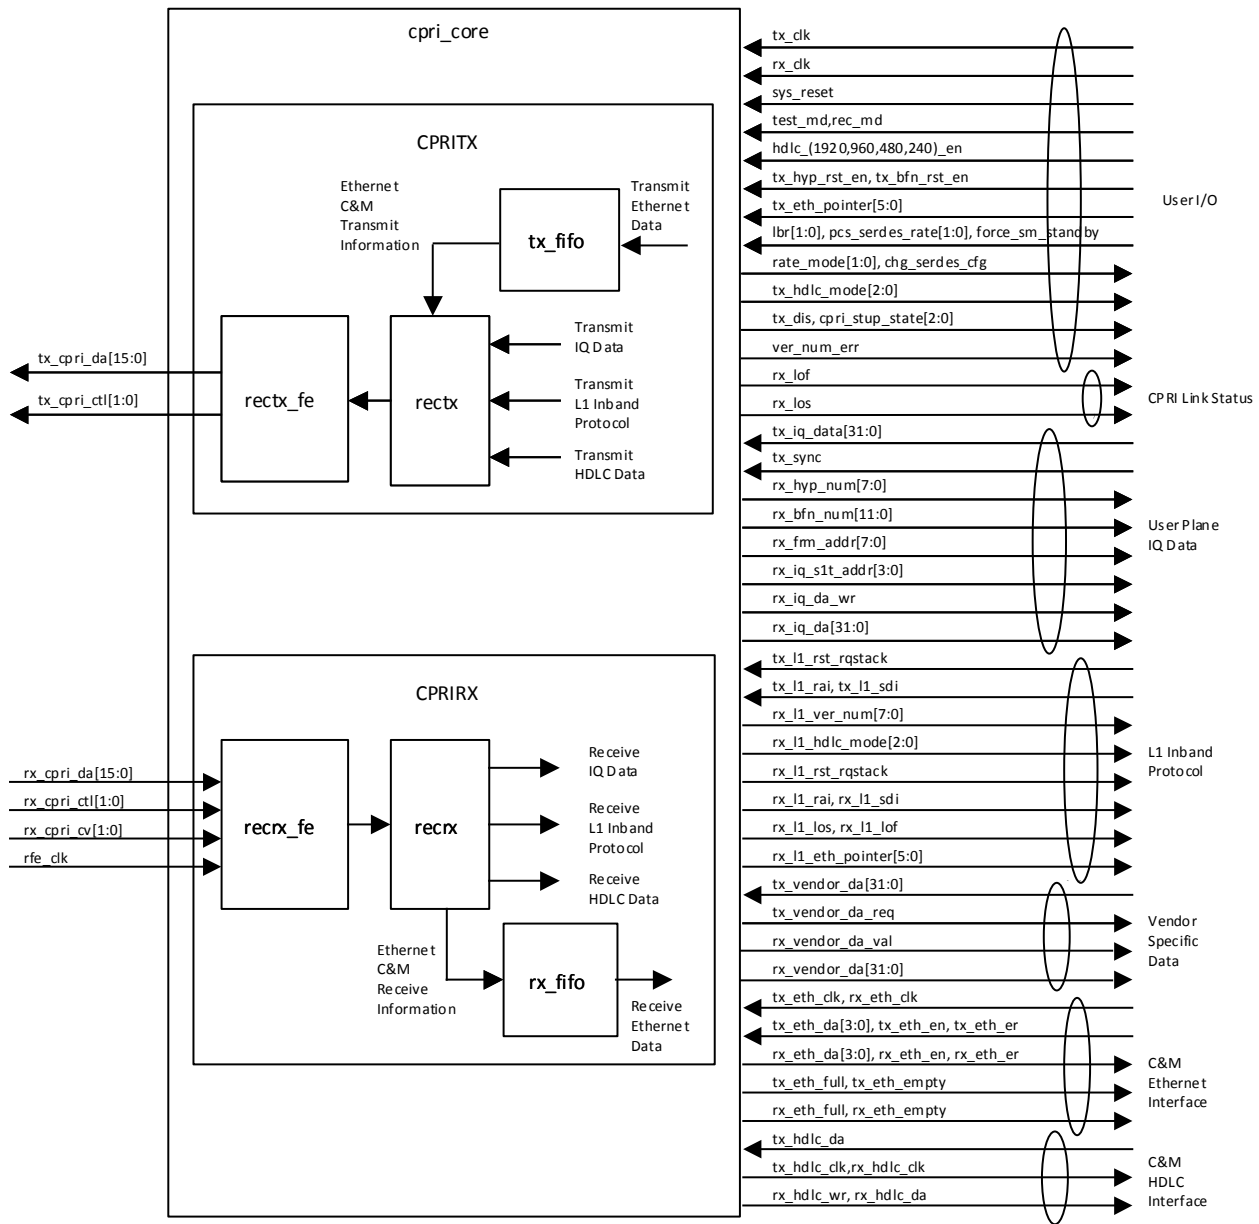 cpri_core
CPRITX
Ethernet
C&M
Transmit
Information
tx_fifo
Transmit
Ethernet
Data
rectx_fe
rectx
Transmit
IQ Data
Transmit
L1 Inband
Protocol
Transmit
HDLC Data
tx_cpri_da[15:0]
tx_cpri_ctl[1:0]
CPRIRX
rx_cpri_da[15:0]
rx_cpri_ctl[1:0]
rx_cpri_cv[1:0]
rfe_clk
recrx_fe
recrx
Receive
IQ Data
Receive
L1 Inband
Protocol
Receive
HDLC Data
Ethernet
C&M
Receive
Information
rx_fifo
Receive
Ethernet
Data
tx_clk
rx_clk
sys_reset
test_md,rec_md
hdlc_(1920,960,480,240)_en
tx_hyp_rst_en, tx_bfn_rst_en
tx_eth_pointer[5:0]
lbr[1:0], pcs_serdes_rate[1:0], force_sm_standby
rate_mode[1:0], chg_serdes_cfg
tx_hdlc_mode[2:0]
tx_dis, cpri_stup_state[2:0]
ver_num_err
User I/O
rx_lof
rx_los
CPRI Link Status
tx_iq_data[31:0]
tx_sync
rx_hyp_num[7:0]
rx_bfn_num[11:0]
rx_frm_addr[7:0]
rx_iq_s1t_addr[3:0]
rx_iq_da_wr
rx_iq_da[31:0]
User Plane
IQ Data
tx_l1_rst_rqstack
tx_l1_rai, tx_l1_sdi
rx_l1_ver_num[7:0]
rx_l1_hdlc_mode[2:0]
rx_l1_rst_rqstack
rx_l1_rai, rx_l1_sdi
rx_l1_los, rx_l1_lof
rx_l1_eth_pointer[5:0]
L1 Inband
Protocol
tx_vendor_da[31:0]
tx_vendor_da_req
rx_vendor_da_val
rx_vendor_da[31:0]
Vendor
Specific
Data
tx_eth_clk, rx_eth_clk
tx_eth_da[3:0], tx_eth_en, tx_eth_er
rx_eth_da[3:0], rx_eth_en, rx_eth_er
tx_eth_full, tx_eth_empty
rx_eth_full, rx_eth_empty
C&M
Ethernet
Interface
tx_hdlc_da
tx_hdlc_clk,rx_hdlc_clk
rx_hdlc_wr, rx_hdlc_da
C&M
HDLC
Interface